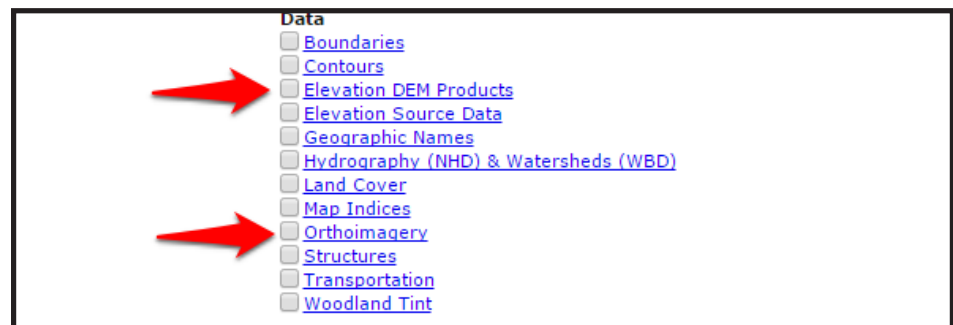 Data
Boundaries
Contours
Elevation DEM Products
Elevation Source Data
Geographic Names
Hydrography (NHD) & Watersheds (WBD)
Land Cover
Map Indices
Orthoimagery
Structures
Transportation
Woodland Tint